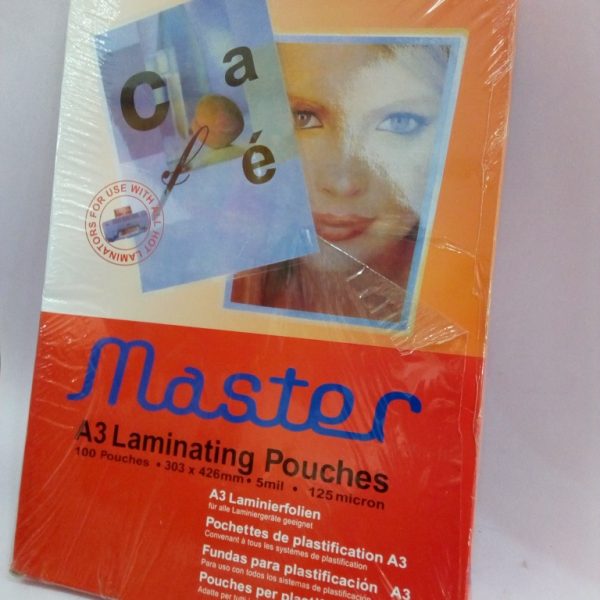 C a
f é
FOR USE WITH ALL HOT LAMINATORS
Master
A3 Laminating Pouches
100 Pouches • 303 x 426mm • 5mil • 125 micron
A3 Laminierfolien
für alle Laminiergeräte geeignet
Pochettes de plastification A3
Convenant à tous les systèmes de plastification
Fundas para plastificación A3
Para uso con todos los sistemas de plastificación
Pouches per
Adatte per